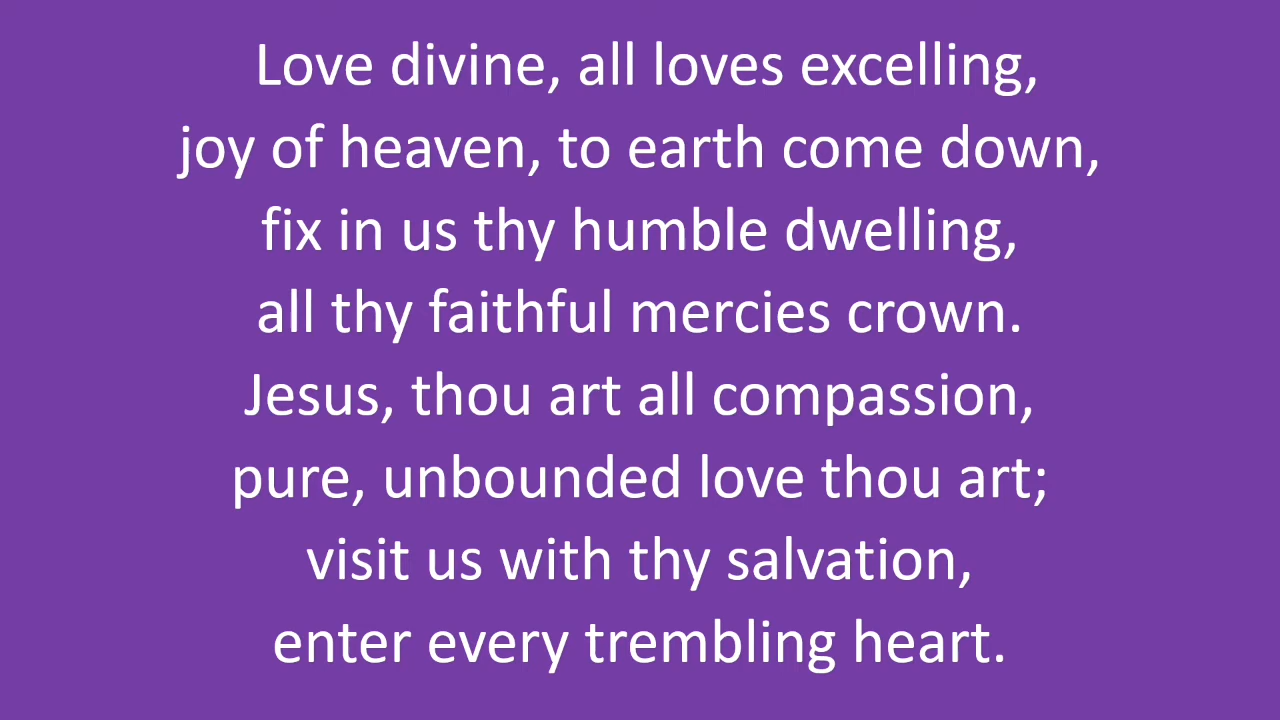 Love divine, all loves excelling,
joy of heaven, to earth come down,
fix in us thy humble dwelling,
all thy faithful mercies crown.
Jesus, thou art all compassion,
pure, unbounded love thou art;
visit us with thy salvation,
enter every trembling heart.